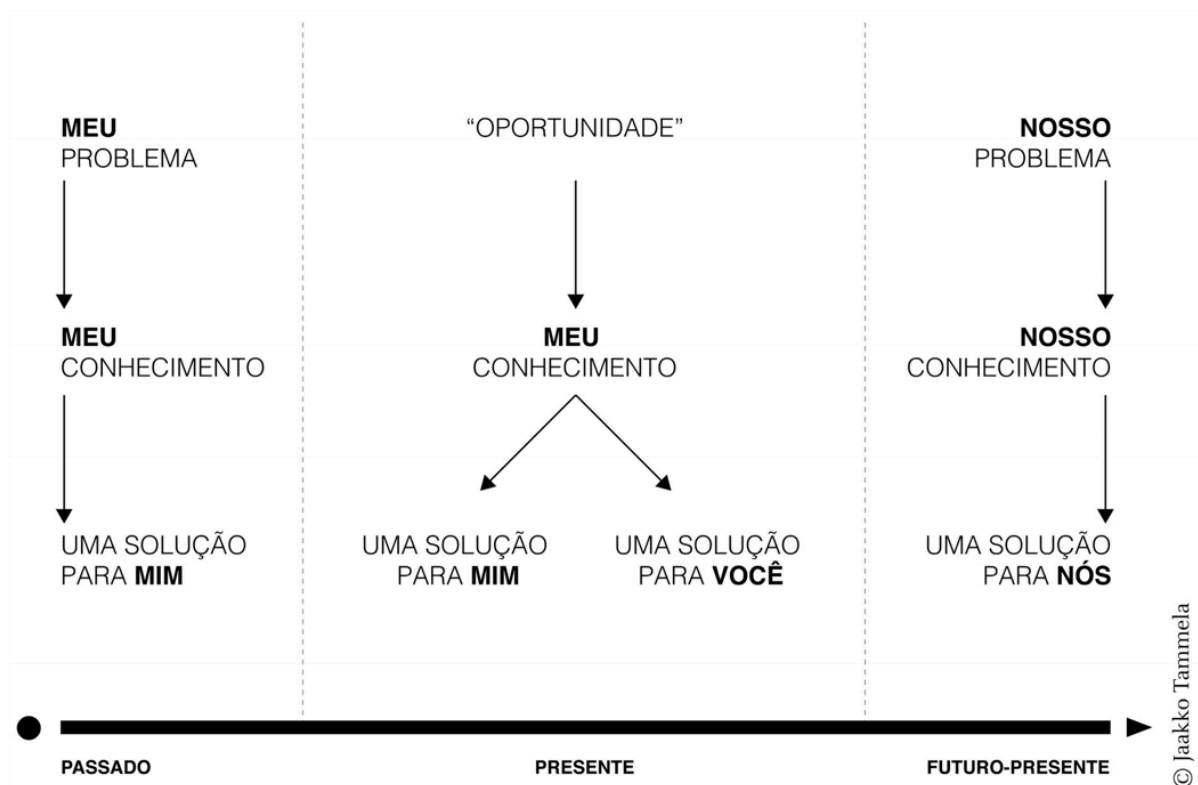 MEU
PROBLEMA
MEU
CONHECIMENTO
UMA SOLUÇÃO
PARA MIM
“OPORTUNIDADE”
MEU
CONHECIMENTO
UMA SOLUÇÃO
PARA MIM
UMA SOLUÇÃO
PARA VOCÊ
NOSSO
PROBLEMA
NOSSO
CONHECIMENTO
UMA SOLUÇÃO
PARA NÓS
PASSADO
PRESENTE
FUTURO-PRESENTE
© Jaakko Tammela